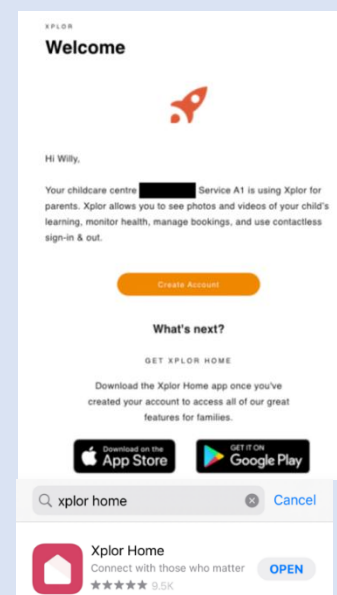 XPLOR
Welcome
Hi Willy,
Your childcare centre Service A1 is using Xplor for
parents. Xplor allows you to see photos and videos of your child's
learning, monitor health, manage bookings, and use contactless
sign-in & out.
Create Account
What's next?
GET XPLOR HOME
Download the Xplor Home app once you've
created your account to access all of our great
features for families.
Download on the
App Store
GET IT ON
Google Play
xplor home
Cancel
Xplor Home
Connect with those who matter
OPEN
★★★★★ 9.5K